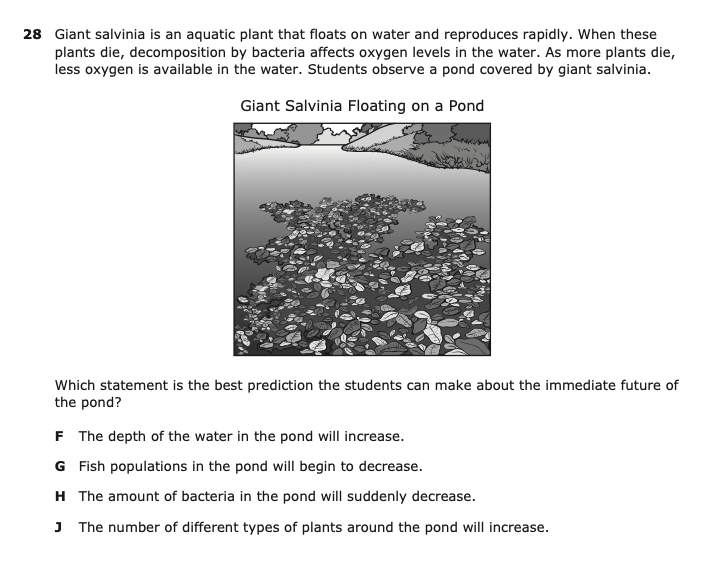 28 Giant salvinia is an aquatic plant that floats on water and reproduces rapidly. When these
plants die, decomposition by bacteria affects oxygen levels in the water. As more plants die,
less oxygen is available in the water. Students observe a pond covered by giant salvinia.
Giant Salvinia Floating on a Pond
Which statement is the best prediction the students can make about the immediate future of
the pond?
F The depth of the water in the pond will increase.
G Fish populations in the pond will begin to decrease.
H The amount of bacteria in the pond will suddenly decrease.
J The number of different types of plants around the pond will increase.